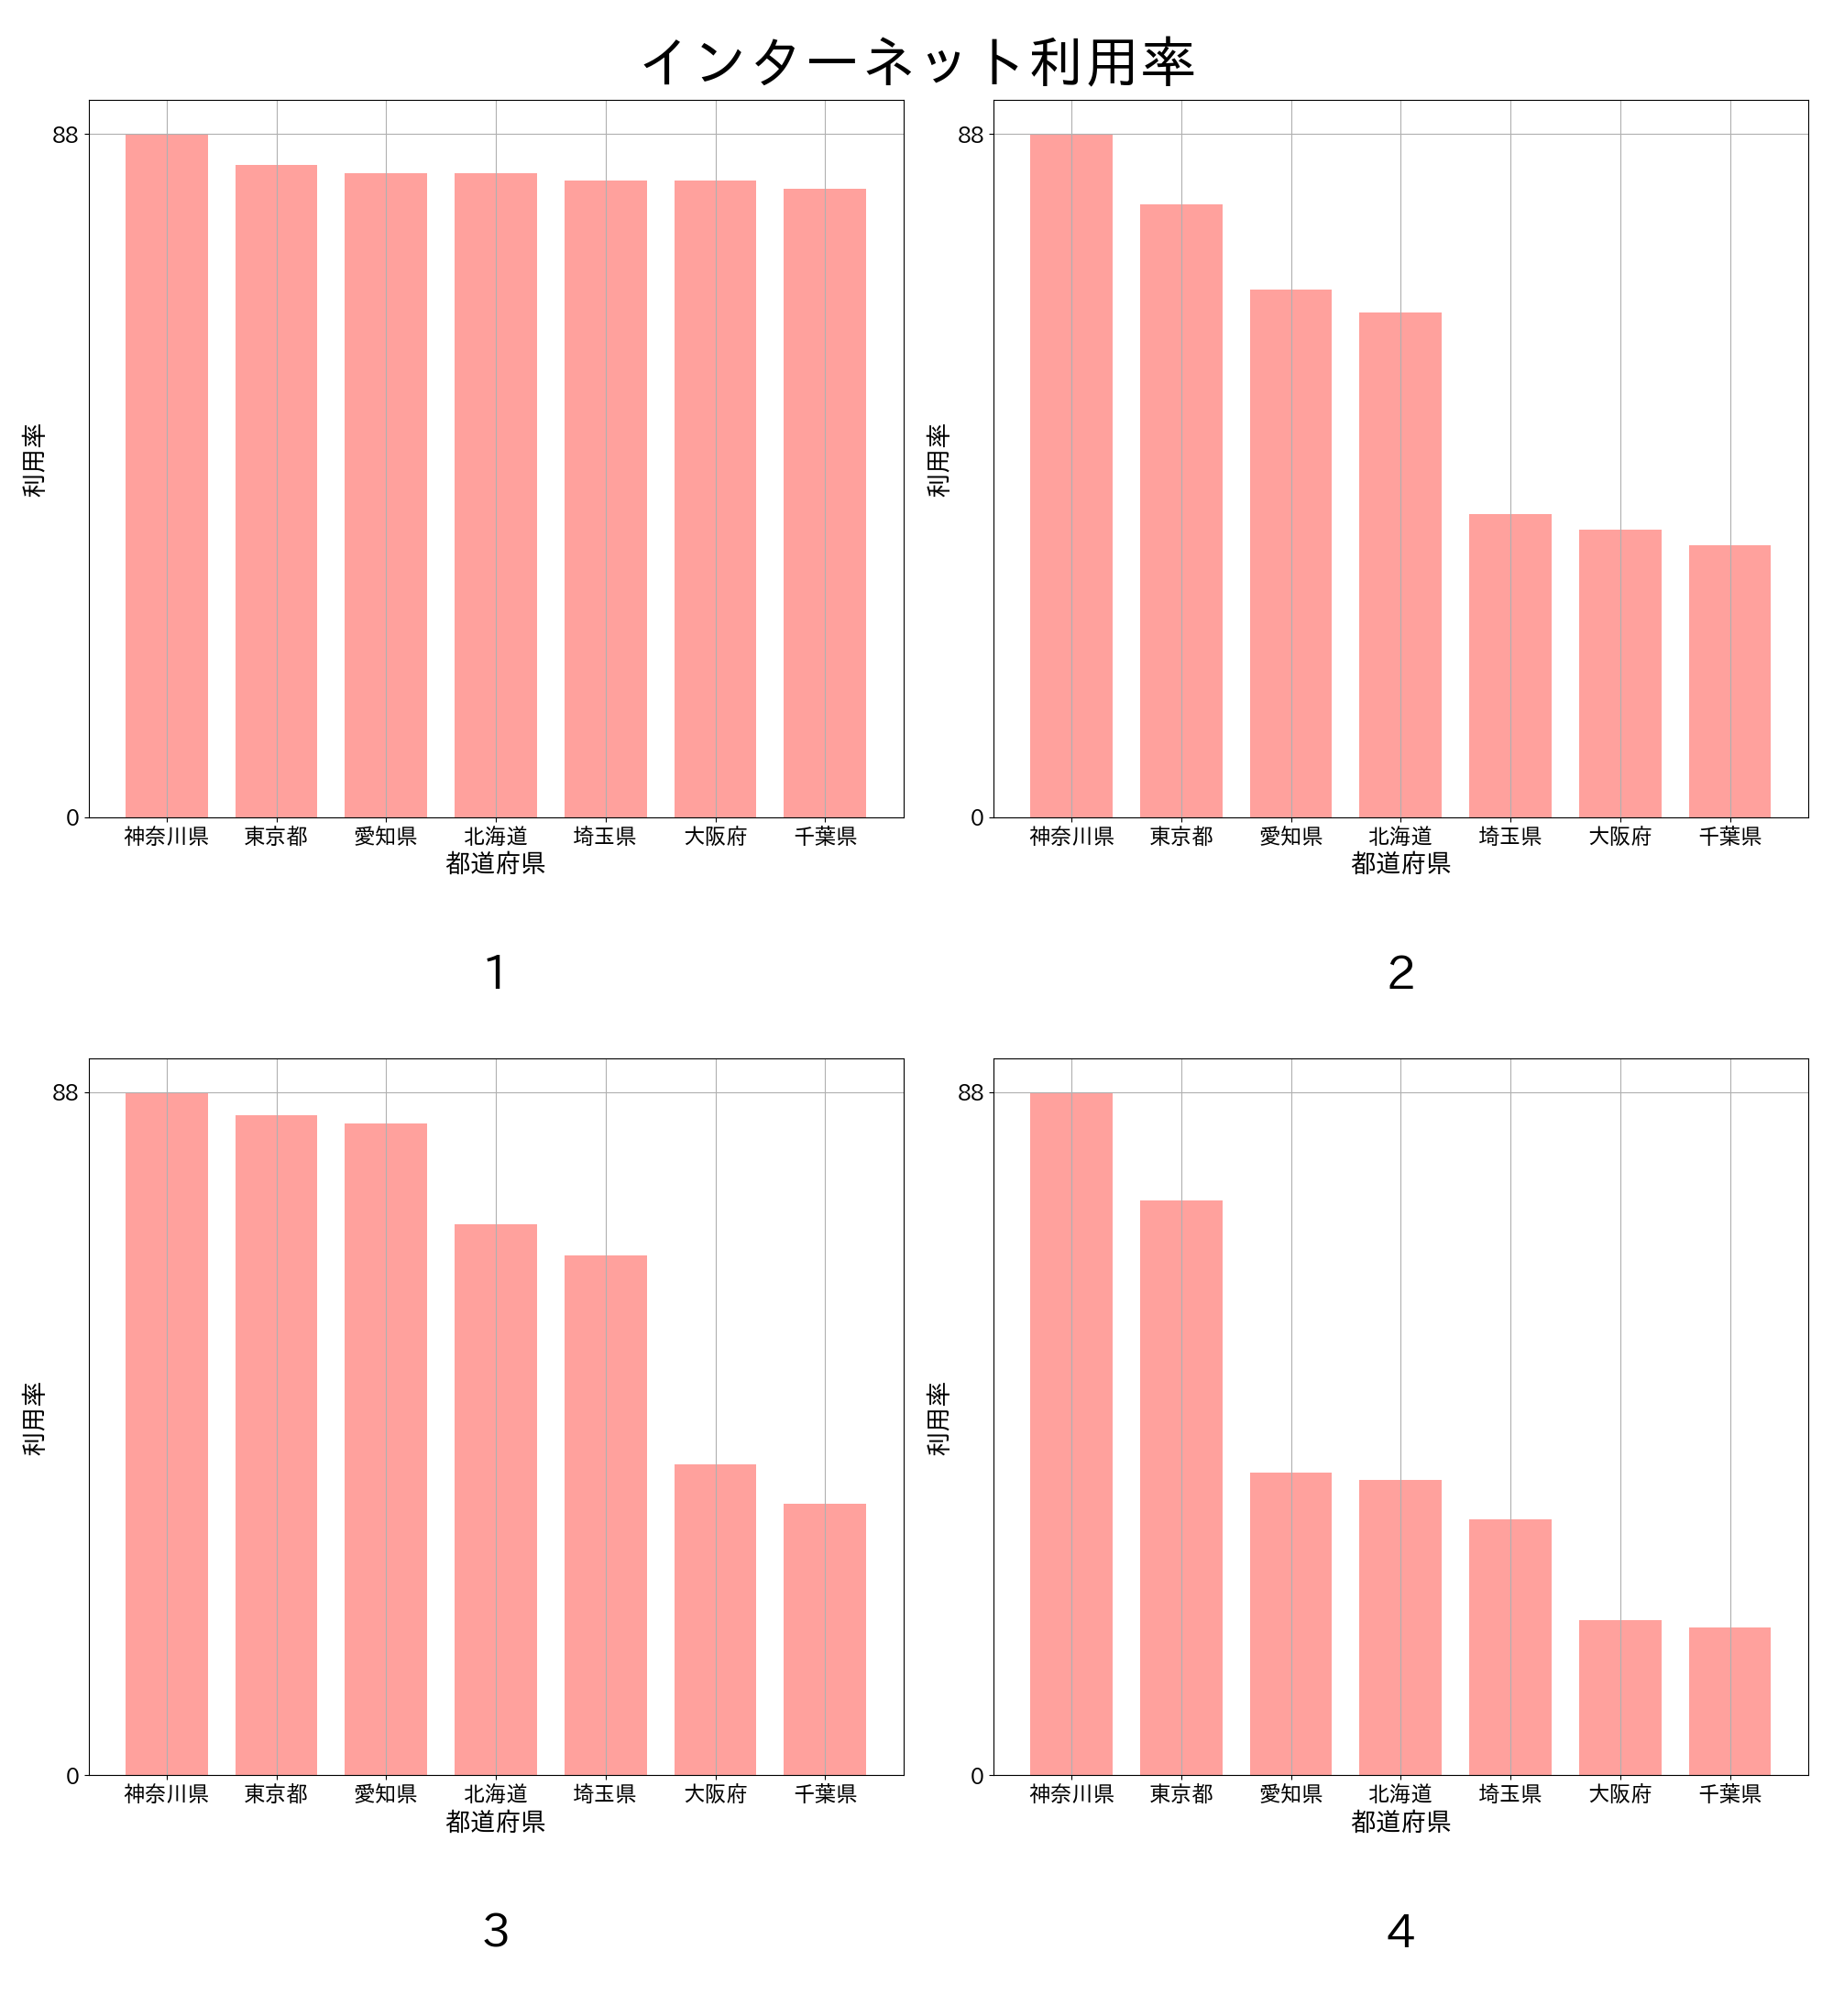 インターネット利用率
88
0
利用率
神奈川県 東京都 愛知県 北海道 埼玉県 大阪府 千葉県
都道府県
1
88
0
利用率
神奈川県 東京都 愛知県 北海道 埼玉県 大阪府 千葉県
都道府県
2
88
0
利用率
神奈川県 東京都 愛知県 北海道 埼玉県 大阪府 千葉県
都道府県
3
88
0
利用率
神奈川県 東京都 愛知県 北海道 埼玉県 大阪府 千葉県
都道府県
4